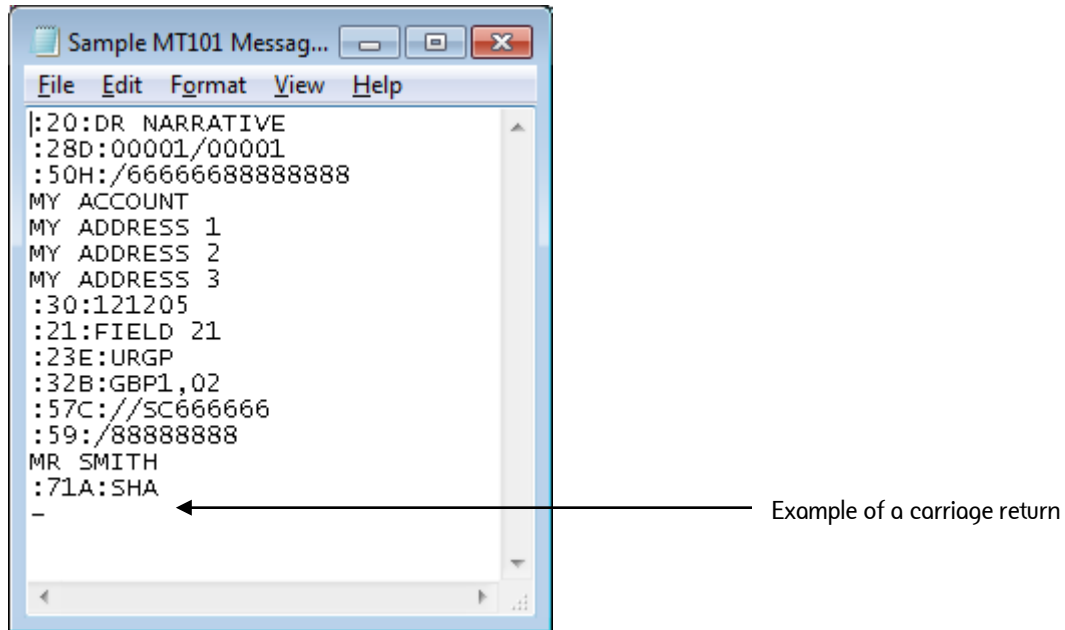 Sample MT101 Messag...
File Edit Format View Help
:20:DR NARRATIVE
:28D:00001/00001
:50H:/66666688888888
MY ACCOUNT
MY ADDRESS 1
MY ADDRESS 2
MY ADDRESS 3
:30:121205
:21:FIELD 21
:23E:URGP
:32B:GBP1,02
:57C://SC666666
:59:/88888888
MR SMITH
:71A:SHA
-
Example of a carriage return